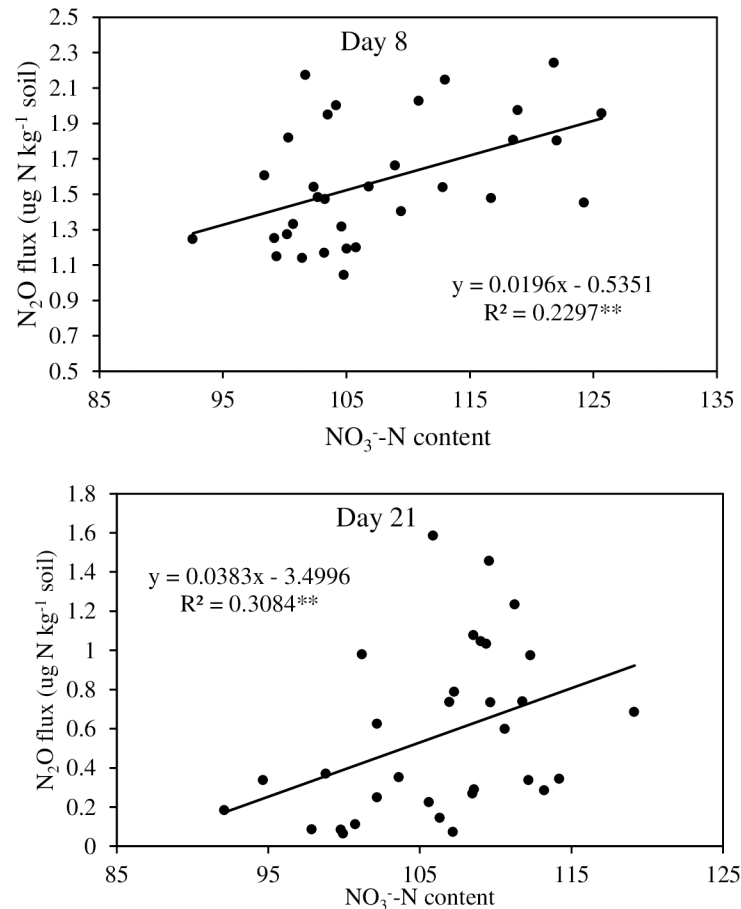 Day 8
N₂O flux (ug N kg⁻¹ soil)
2.5
2.3
2.1
1.9
1.7
1.5
1.3
1.1
0.9
0.7
0.5
y = 0.0196x - 0.5351
R² = 0.2297**
85 95 105 115 125 135
NO₃⁻-N content
Day 21
N₂O flux (ug N kg⁻¹ soil)
1.8
1.6
1.4
1.2
1
0.8
0.6
0.4
0.2
0
y = 0.0383x - 3.4996
R² = 0.3084**
85 95 105 115 125
NO₃⁻-N content